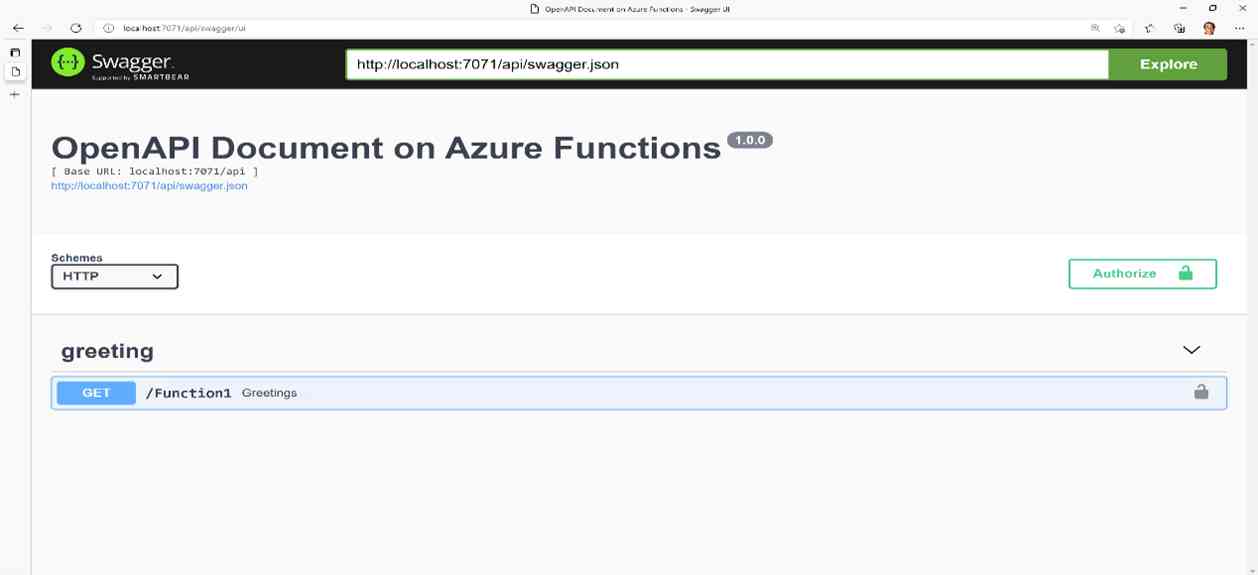 OpenAPI Document on Azure Functions - Swagger UI
localhost:7071/api/swagger/ui
{··}
Swagger.
Supported by SMARTBEAR
http://localhost:7071/api/swagger.json
Explore
OpenAPI Document on Azure Functions 1.0.0
[ Base URL: localhost:7071/api ]
http://localhost:7071/api/swagger.json
Schemes
HTTP
Authorize
greeting
GET /Function1 Greetings